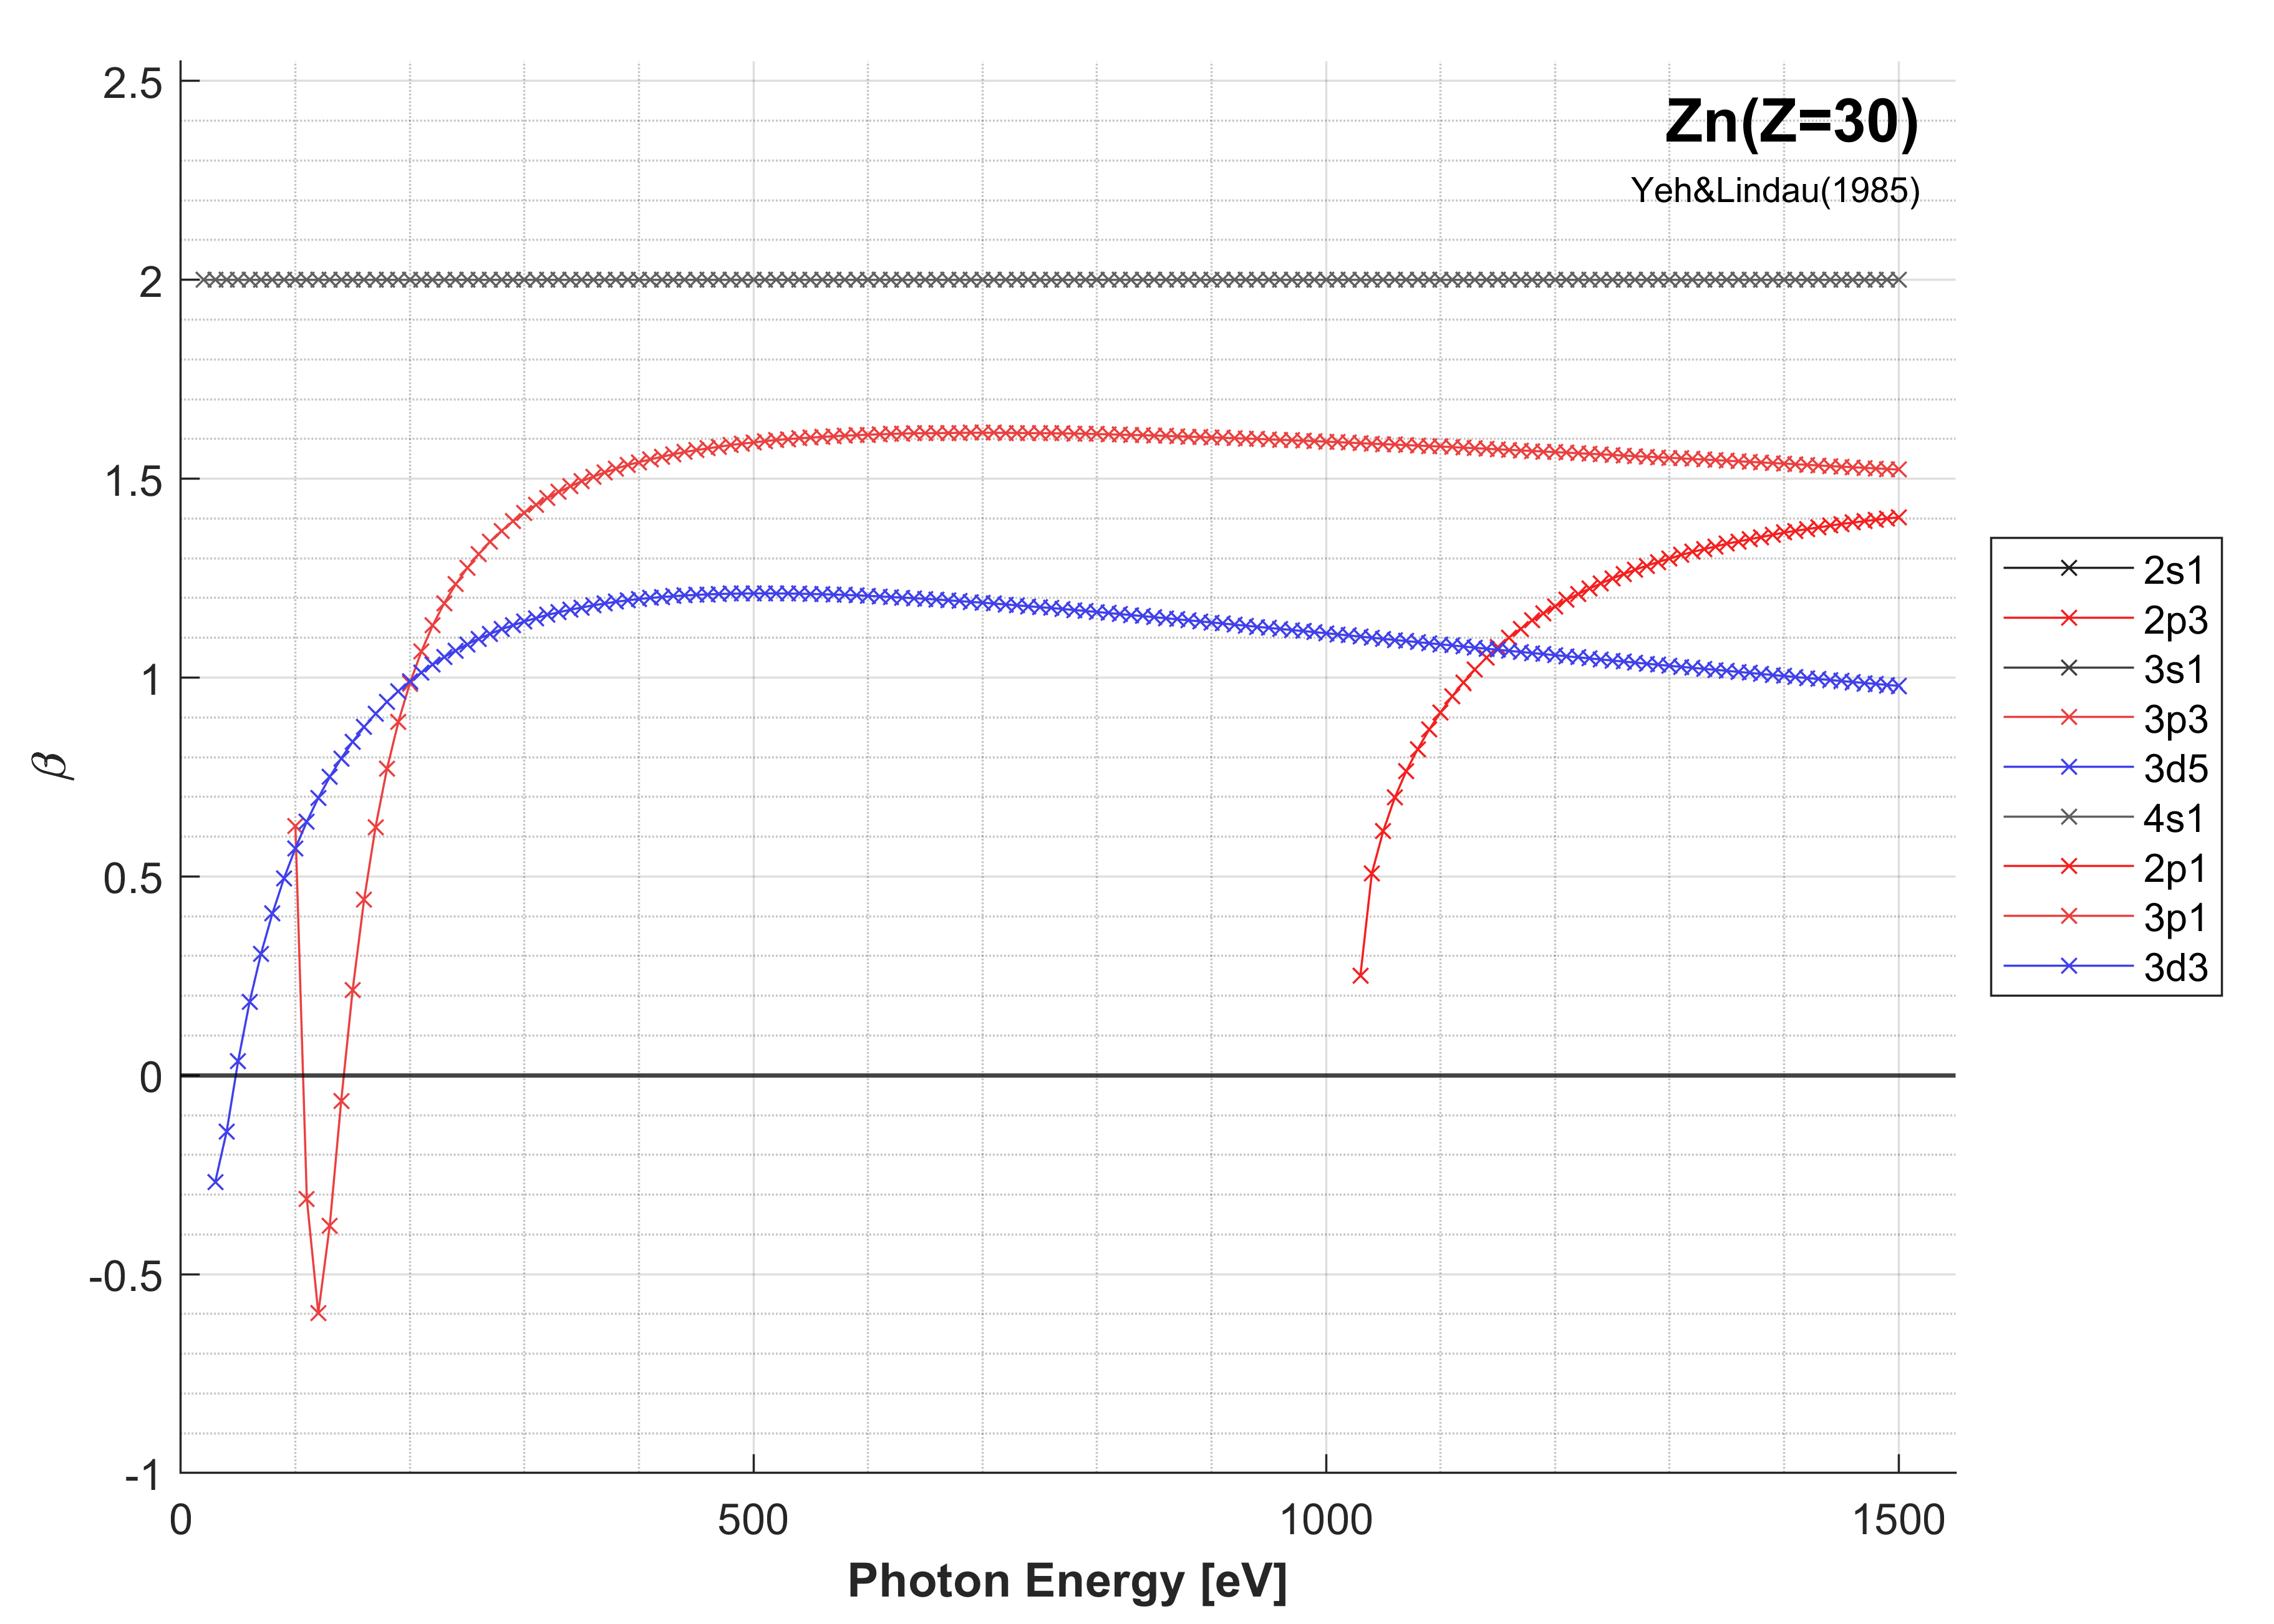 Zn(Z=30)
Yeh&Lindau(1985)
2.5
2
1.5
1
0.5
0
-0.5
-1
β
0 500 1000 1500
Photon Energy [eV]
2s1
2p3
3s1
3p3
3d5
4s1
2p1
3p1
3d3